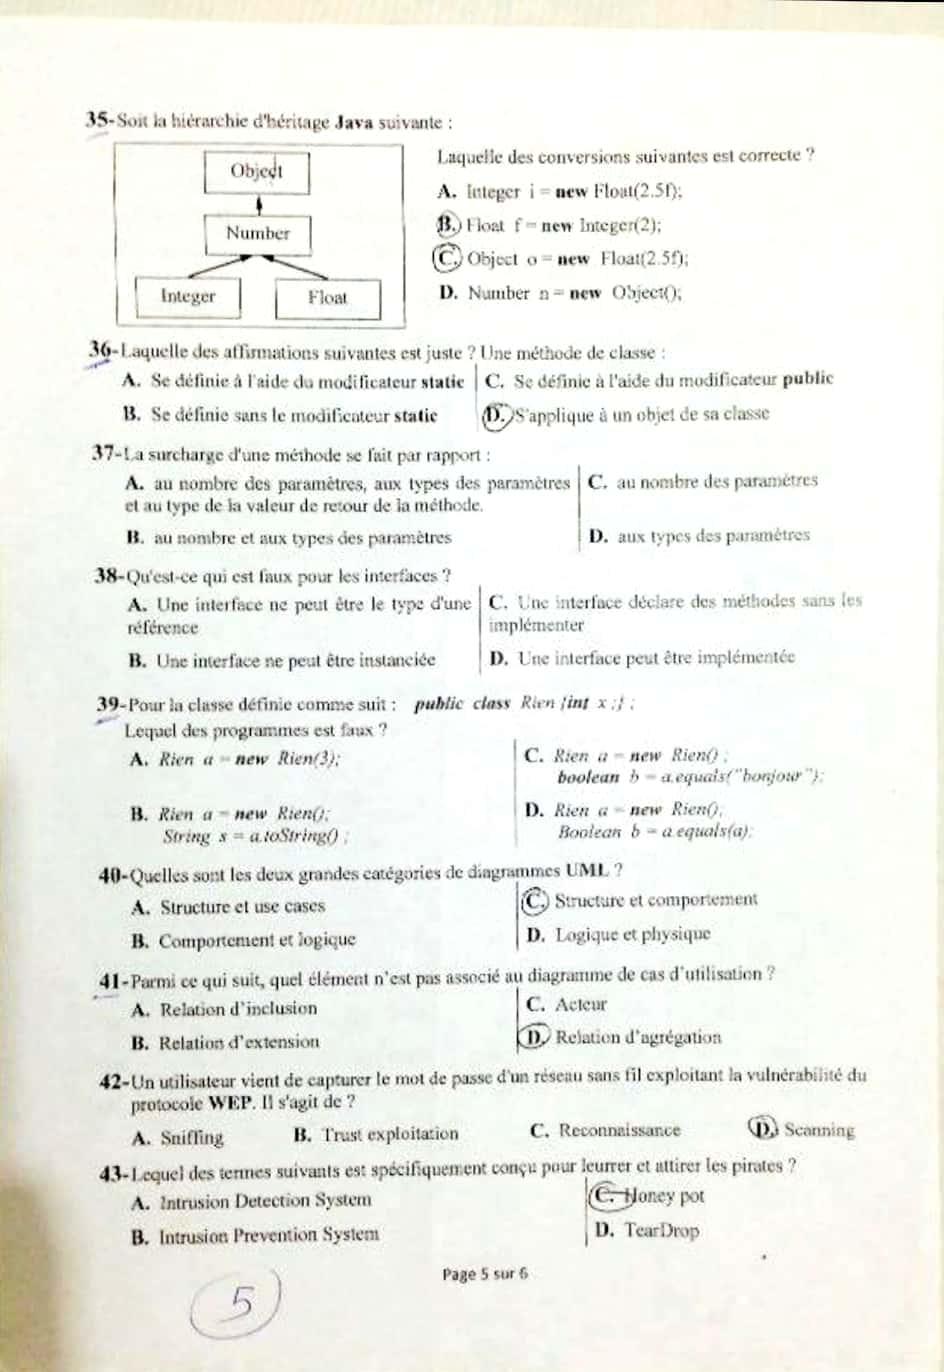 35-Soit la hiérarchie d'héritage Java suivante :
Object
Number
Integer
Float
Laquelle des conversions suivantes est correcte ?
A. Integer i = new Float(2.5f);
B. Float f = new Integer(2);
C. Object o = new Float(2.5f);
D. Number n = new Object();
36-Laquelle des affirmations suivantes est juste ? Une méthode de classe :
A. Se définie à l'aide du modificateur static
C. Se définie à l'aide du modificateur public
B. Se définie sans le modificateur static
D. S'applique à un objet de sa classe
37-La surcharge d'une méthode se fait par rapport :
A. au nombre des paramètres, aux types des paramètres
et au type de la valeur de retour de la méthode.
C. au nombre des paramètres
B. au nombre et aux types des paramètres
D. aux types des paramètres
38-Qu'est-ce qui est faux pour les interfaces ?
A. Une interface ne peut être le type d'une
référence
C. Une interface déclare des méthodes sans les
implémenter
B. Une interface ne peut être instanciée
D. Une interface peut être implémentée
39-Pour la classe définie comme suit : public class Rien {int x ;} ;
Lequel des programmes est faux ?
A. Rien a = new Rien(3);
C. Rien a = new Rien() ;
boolean b = a.equals("bonjour");
B. Rien a = new Rien();
String s = a.toString() ;
D. Rien a = new Rien();
Boolean b = a.equals(a);
40-Quelles sont les deux grandes catégories de diagrammes UML ?
A. Structure et use cases
C. Structure et comportement
B. Comportement et logique
D. Logique et physique
41-Parmi ce qui suit, quel élément n'est pas associé au diagramme de cas d'utilisation ?
A. Relation d'inclusion
C. Acteur
B. Relation d'extension
D. Relation d'agrégation
42-Un utilisateur vient de capturer le mot de passe d'un réseau sans fil exploitant la vulnérabilité du
protocole WEP. Il s'agit de ?
A. Sniffing B. Trust exploitation C. Reconnaissance D. Scanning
43-Lequel des termes suivants est spécifiquement conçu pour leurrer et attirer les pirates ?
A. Intrusion Detection System
C. Honey pot
B. Intrusion Prevention System
D. TearDrop
Page 5 sur 6
5